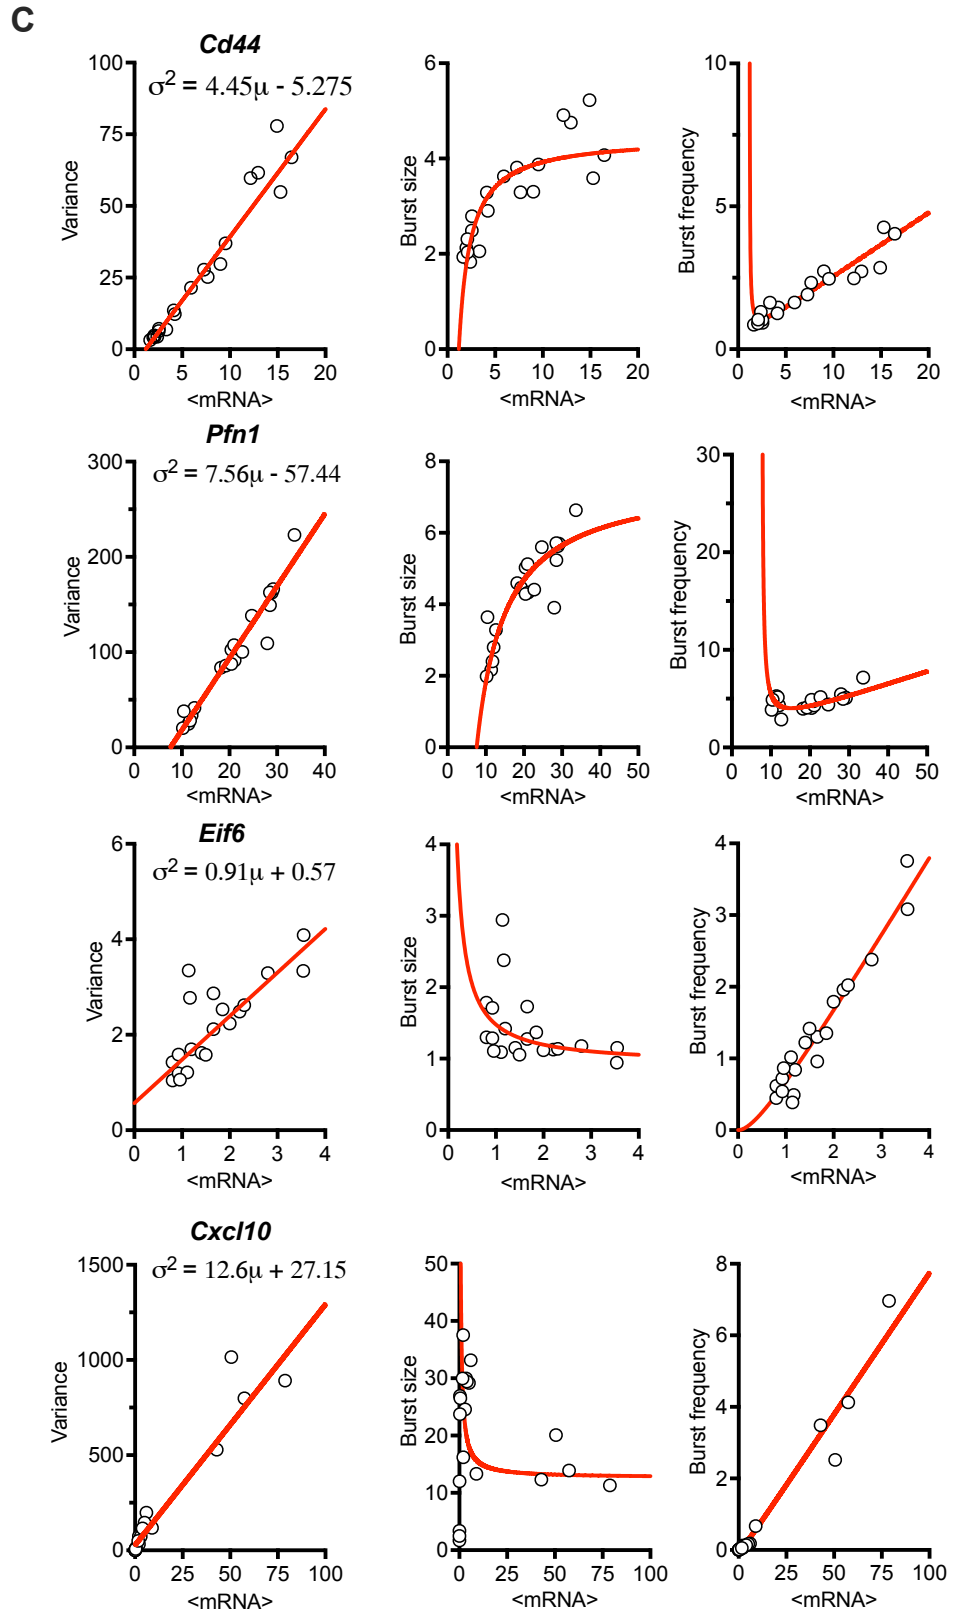 C
Cd44
σ² = 4.45μ - 5.275
100
75
50
25
0
Variance
0 5 10 15 20
<mRNA>
6
4
2
0
Burst size
0 5 10 15 20
<mRNA>
10
5
0
Burst frequency
0 5 10 15 20
<mRNA>
Pfn1
σ² = 7.56μ - 57.44
300
200
100
0
Variance
0 10 20 30 40
<mRNA>
8
6
4
2
0
Burst size
0 10 20 30 40 50
<mRNA>
30
20
10
0
Burst frequency
0 10 20 30 40 50
<mRNA>
Eif6
σ² = 0.91μ + 0.57
6
4
2
0
Variance
0 1 2 3 4
<mRNA>
4
3
2
1
0
Burst size
0 1 2 3 4
<mRNA>
4
3
2
1
0
Burst frequency
0 1 2 3 4
<mRNA>
Cxcl10
σ² = 12.6μ + 27.15
1500
1000
500
0
Variance
0 25 50 75 100
<mRNA>
50
40
30
20
10
0
Burst size
0 25 50 75 100
<mRNA>
8
6
4
2
0
Burst frequency
0 25 50 75 100
<mRNA>